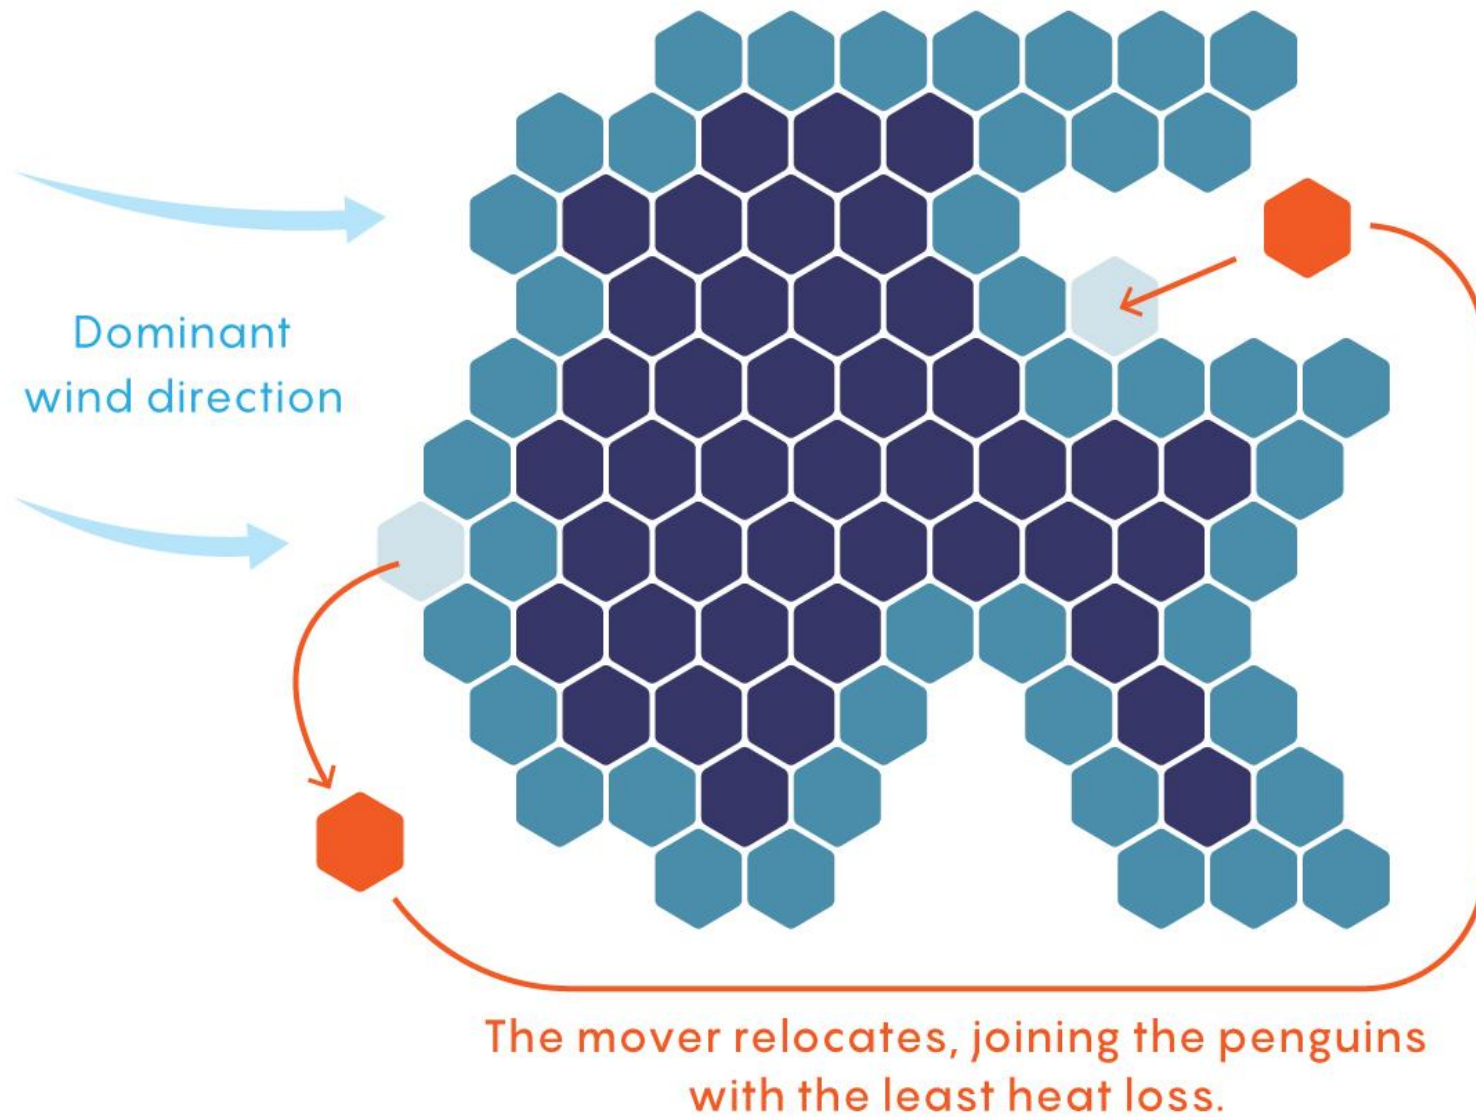 Dominant
wind direction
The mover relocates, joining the penguins
with the least heat loss.